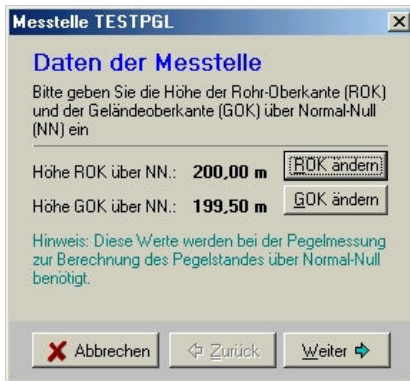 Messtelle TESTPGL
Daten der Messtelle
Bitte geben Sie die Höhe der Rohr-Oberkante (ROK)
und der Geländeoberkante (GOK) über Normal-Null
(NN) ein
Höhe ROK über NN.: 200,00 m ROK ändern
Höhe GOK über NN.: 199,50 m GOK ändern
Hinweis: Diese Werte werden bei der Pegelmessung
zur Berechnung des Pegelstandes über Normal-Null
benötigt.
Abbrechen Zurück Weiter